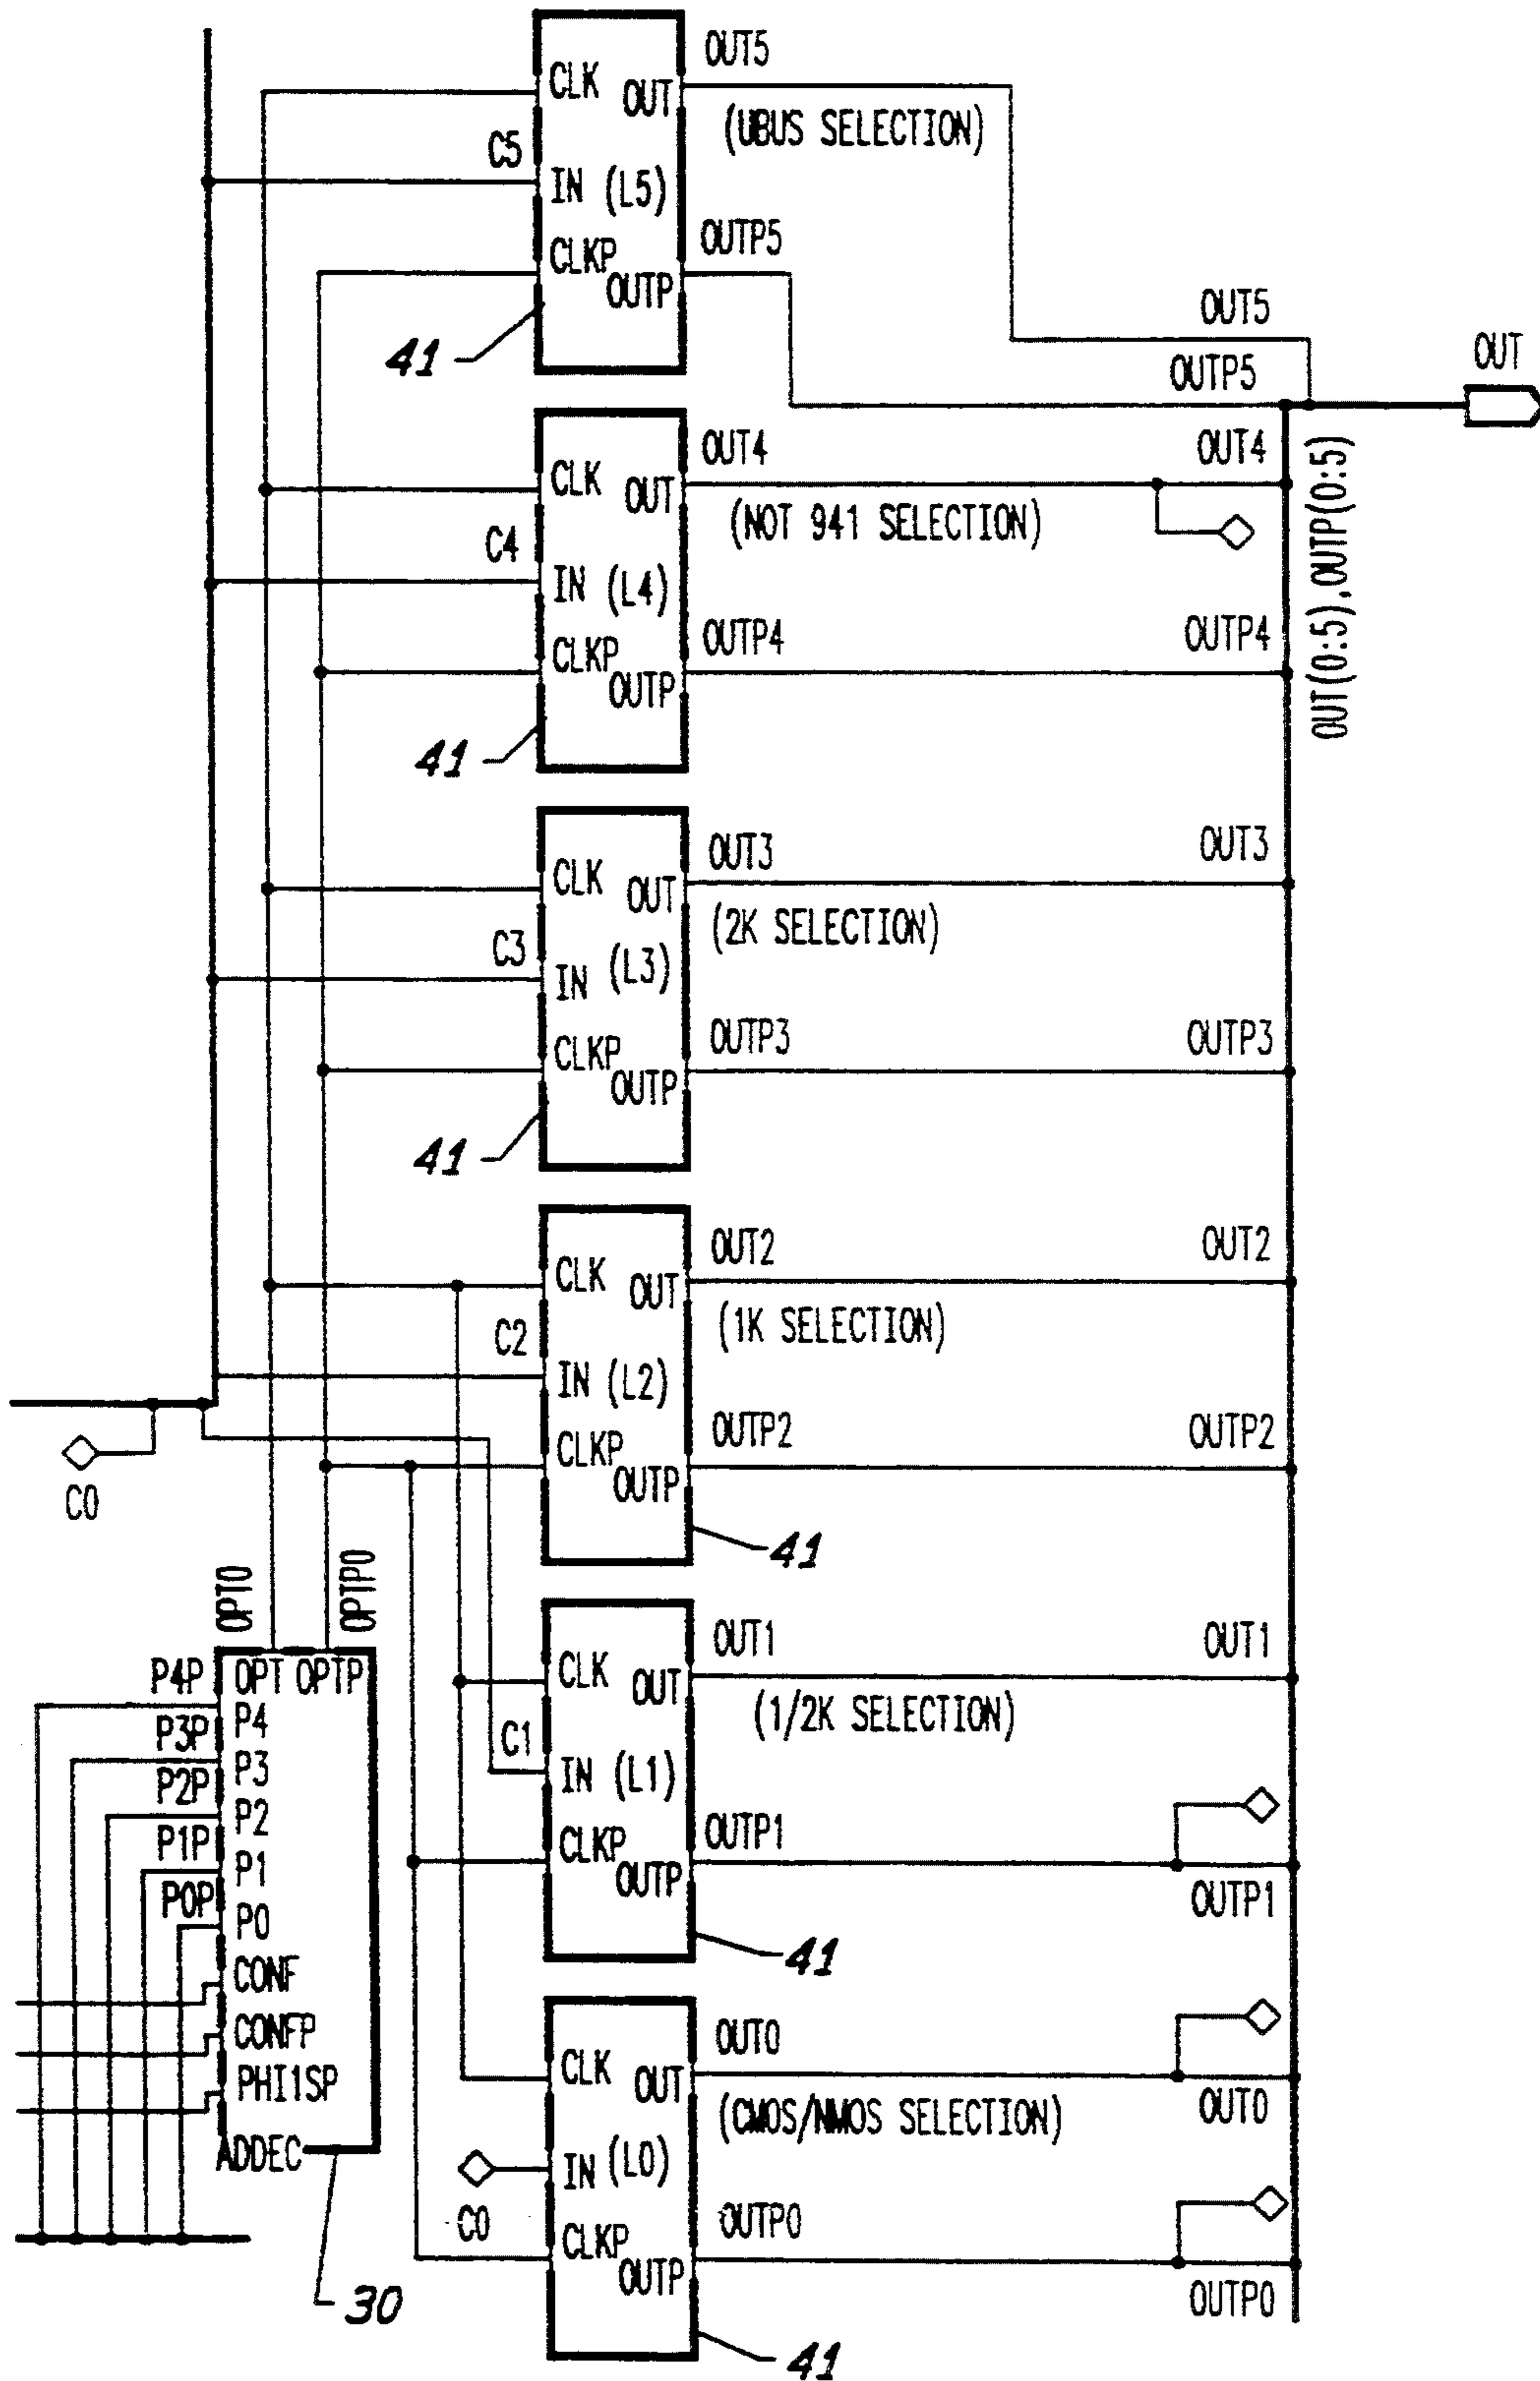 OUT5
CLK
OUT
(UBUS SELECTION)
C5
IN (L5)
OUTP5
CLKP
OUTP
41
OUT5
OUTP5
OUT
OUT(0:5),OUTP(0:5)
OUT4
OUT4
CLK
OUT
(NOT 941 SELECTION)
C4
IN (L4)
OUTP4
OUTP4
CLKP
OUTP
41
OUT3
OUT3
CLK
OUT
(2K SELECTION)
C3
IN (L3)
OUTP3
OUTP3
CLKP
OUTP
41
OUT2
OUT2
CLK
OUT
(1K SELECTION)
C2
IN (L2)
OUTP2
OUTP2
CLKP
OUTP
41
C0
OPT0
OPTP0
OUT1
OUT1
CLK
OUT
(1/2K SELECTION)
C1
IN (L1)
OUTP1
CLKP
OUTP
OUTP1
41
P4P
OPT OPTP
P4
P3P
P3
P2P
P2
P1P
P1
P0P
P0
CONF
CONFP
PHI1SP
ADDEC
30
OUT0
CLK
OUT
(CMOS/NMOS SELECTION)
OUT0
IN (L0)
C0
OUTP0
CLKP
OUTP
OUTP0
41